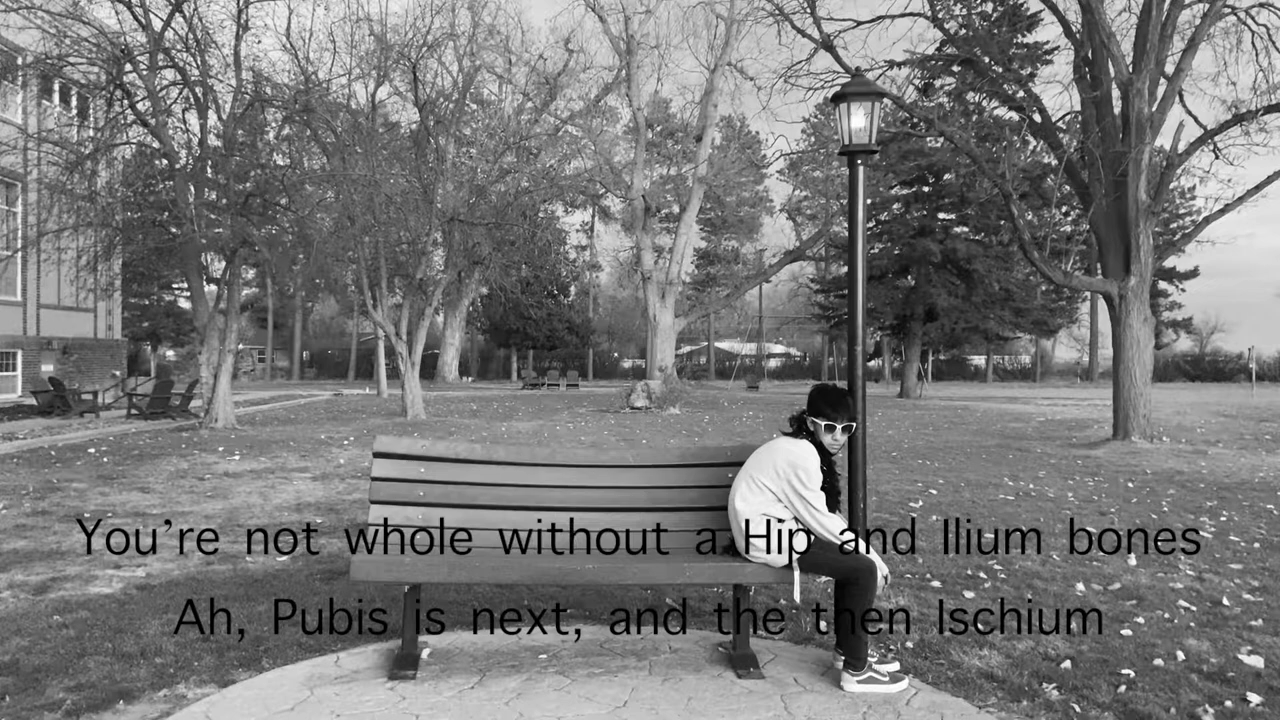 You’re not whole without a Hip and Ilium bones
Ah, Pubis is next, and the then Ischium